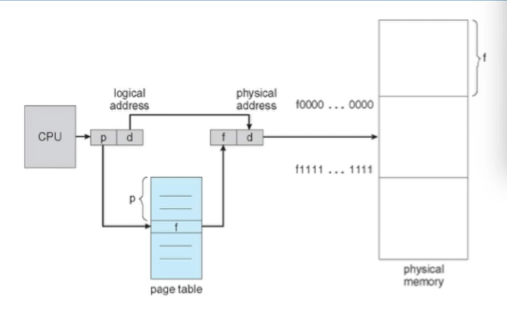 logical
address
physical
address
f0000 ... 0000
f
CPU
p d
f d
f1111 ... 1111
p
f
page table
physical
memory